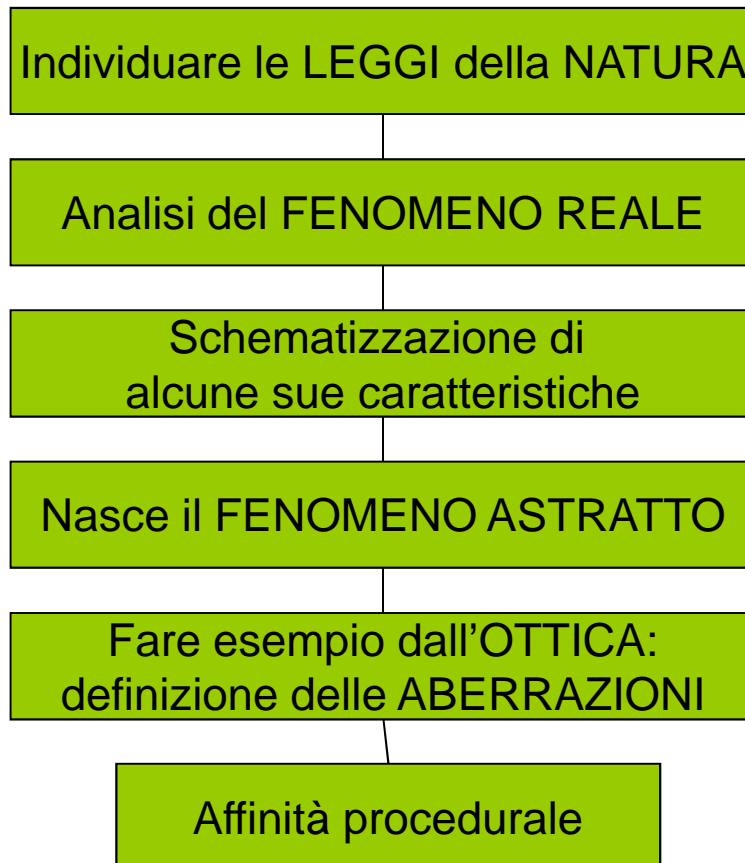 Individuare le LEGGI della NATURA
Analisi del FENOMENO REALE
Schematizzazione di
alcune sue caratteristiche
Nasce il FENOMENO ASTRATTO
Fare esempio dall’OTTICA:
definizione delle ABERRAZIONI
Affinità procedurale